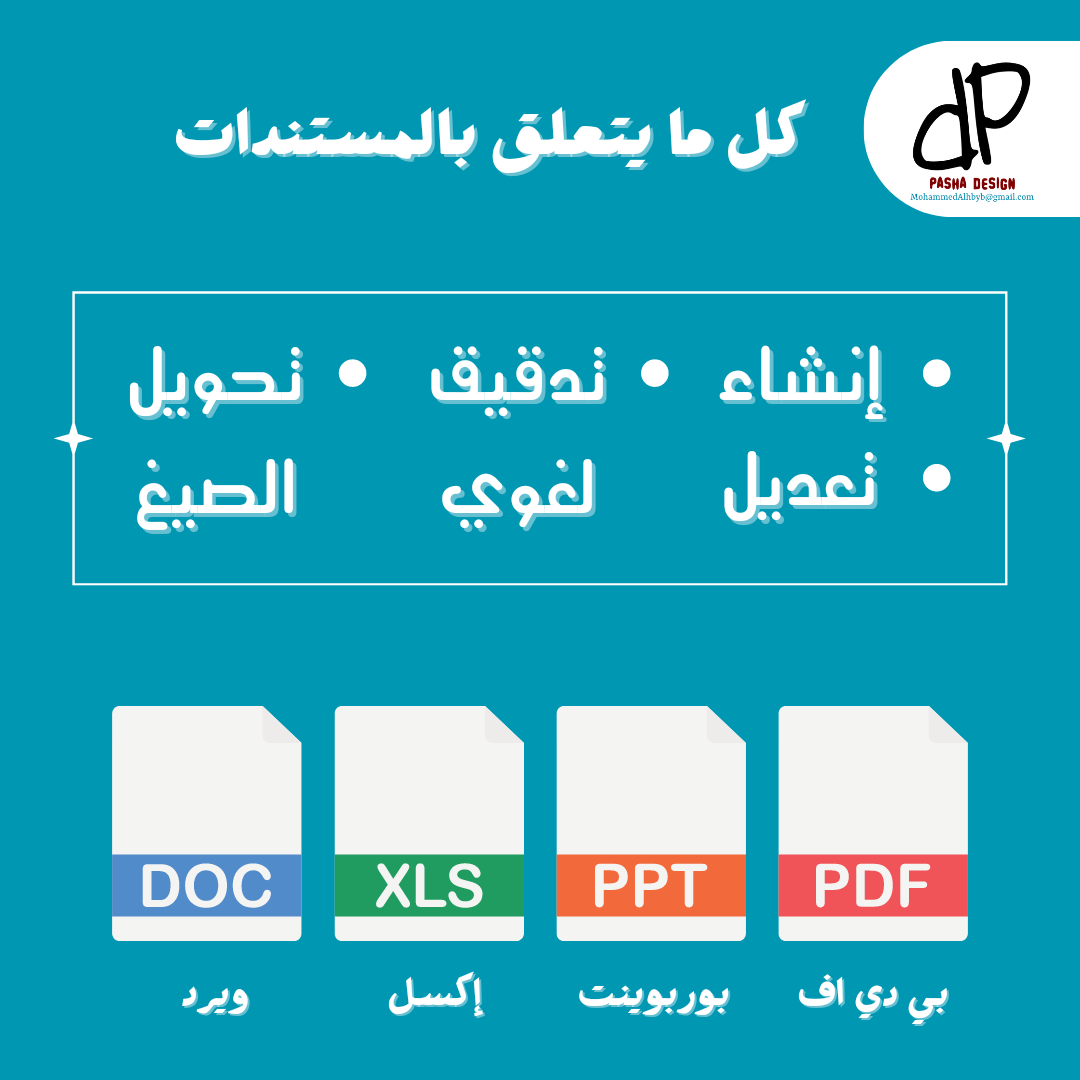 كل ما يتعلق بالمستندات
dP
PASHA DESIGN
MohammedAlhbyb@gmail.com
• إنشاء
• تعديل
• تدقيق
لغوي
• تحويل
الصيغ
PDF
PPT
XLS
DOC
بي دي اف
بوربوينت
إكسل
ويرد